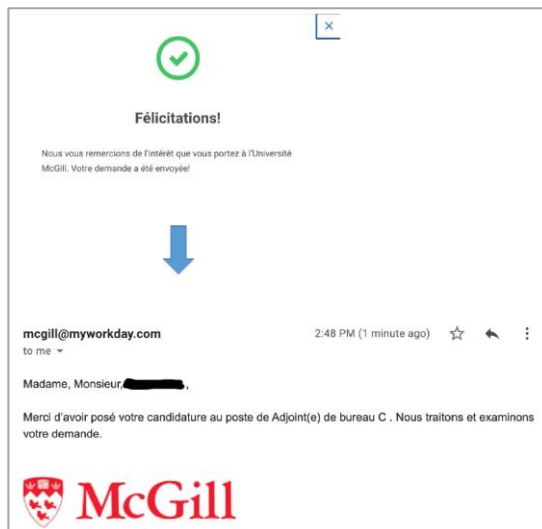 Félicitations!
Nous vous remercions de l'intérêt que vous portez à l'Université
McGill. Votre demande a été envoyée!
mcgill@myworkday.com
2:48 PM (1 minute ago)
to me
Madame, Monsieur, ,
Merci d'avoir posé votre candidature au poste de Adjoint(e) de bureau C . Nous traitons et examinons
votre demande.
McGill